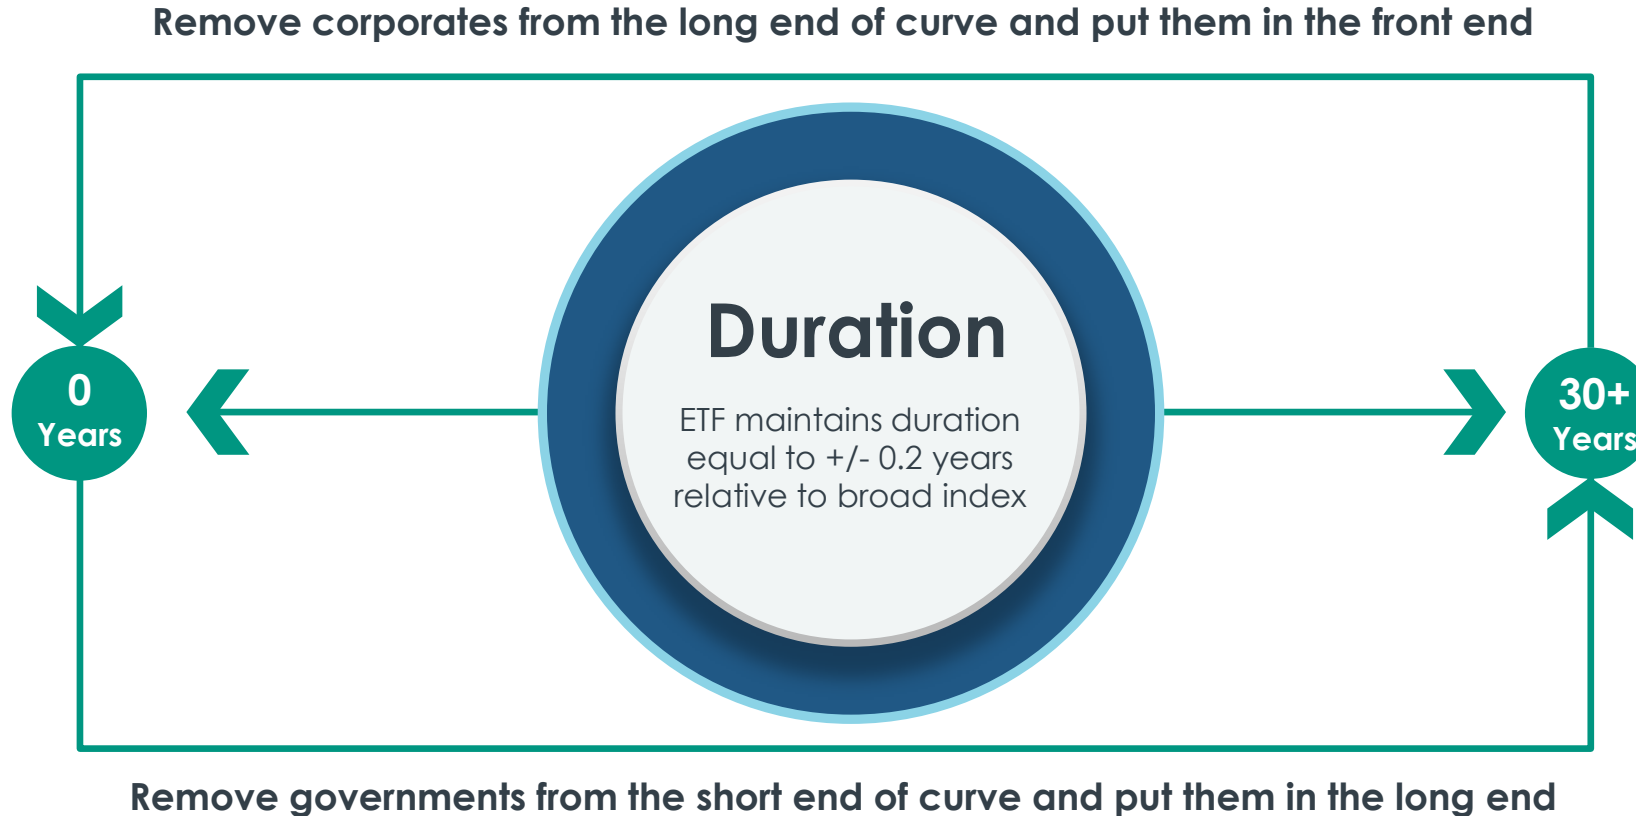 Remove corporates from the long end of curve and put them in the front end
0
Years
Duration
ETF maintains duration
equal to +/- 0.2 years
relative to broad index
30+
Years
Remove governments from the short end of curve and put them in the long end